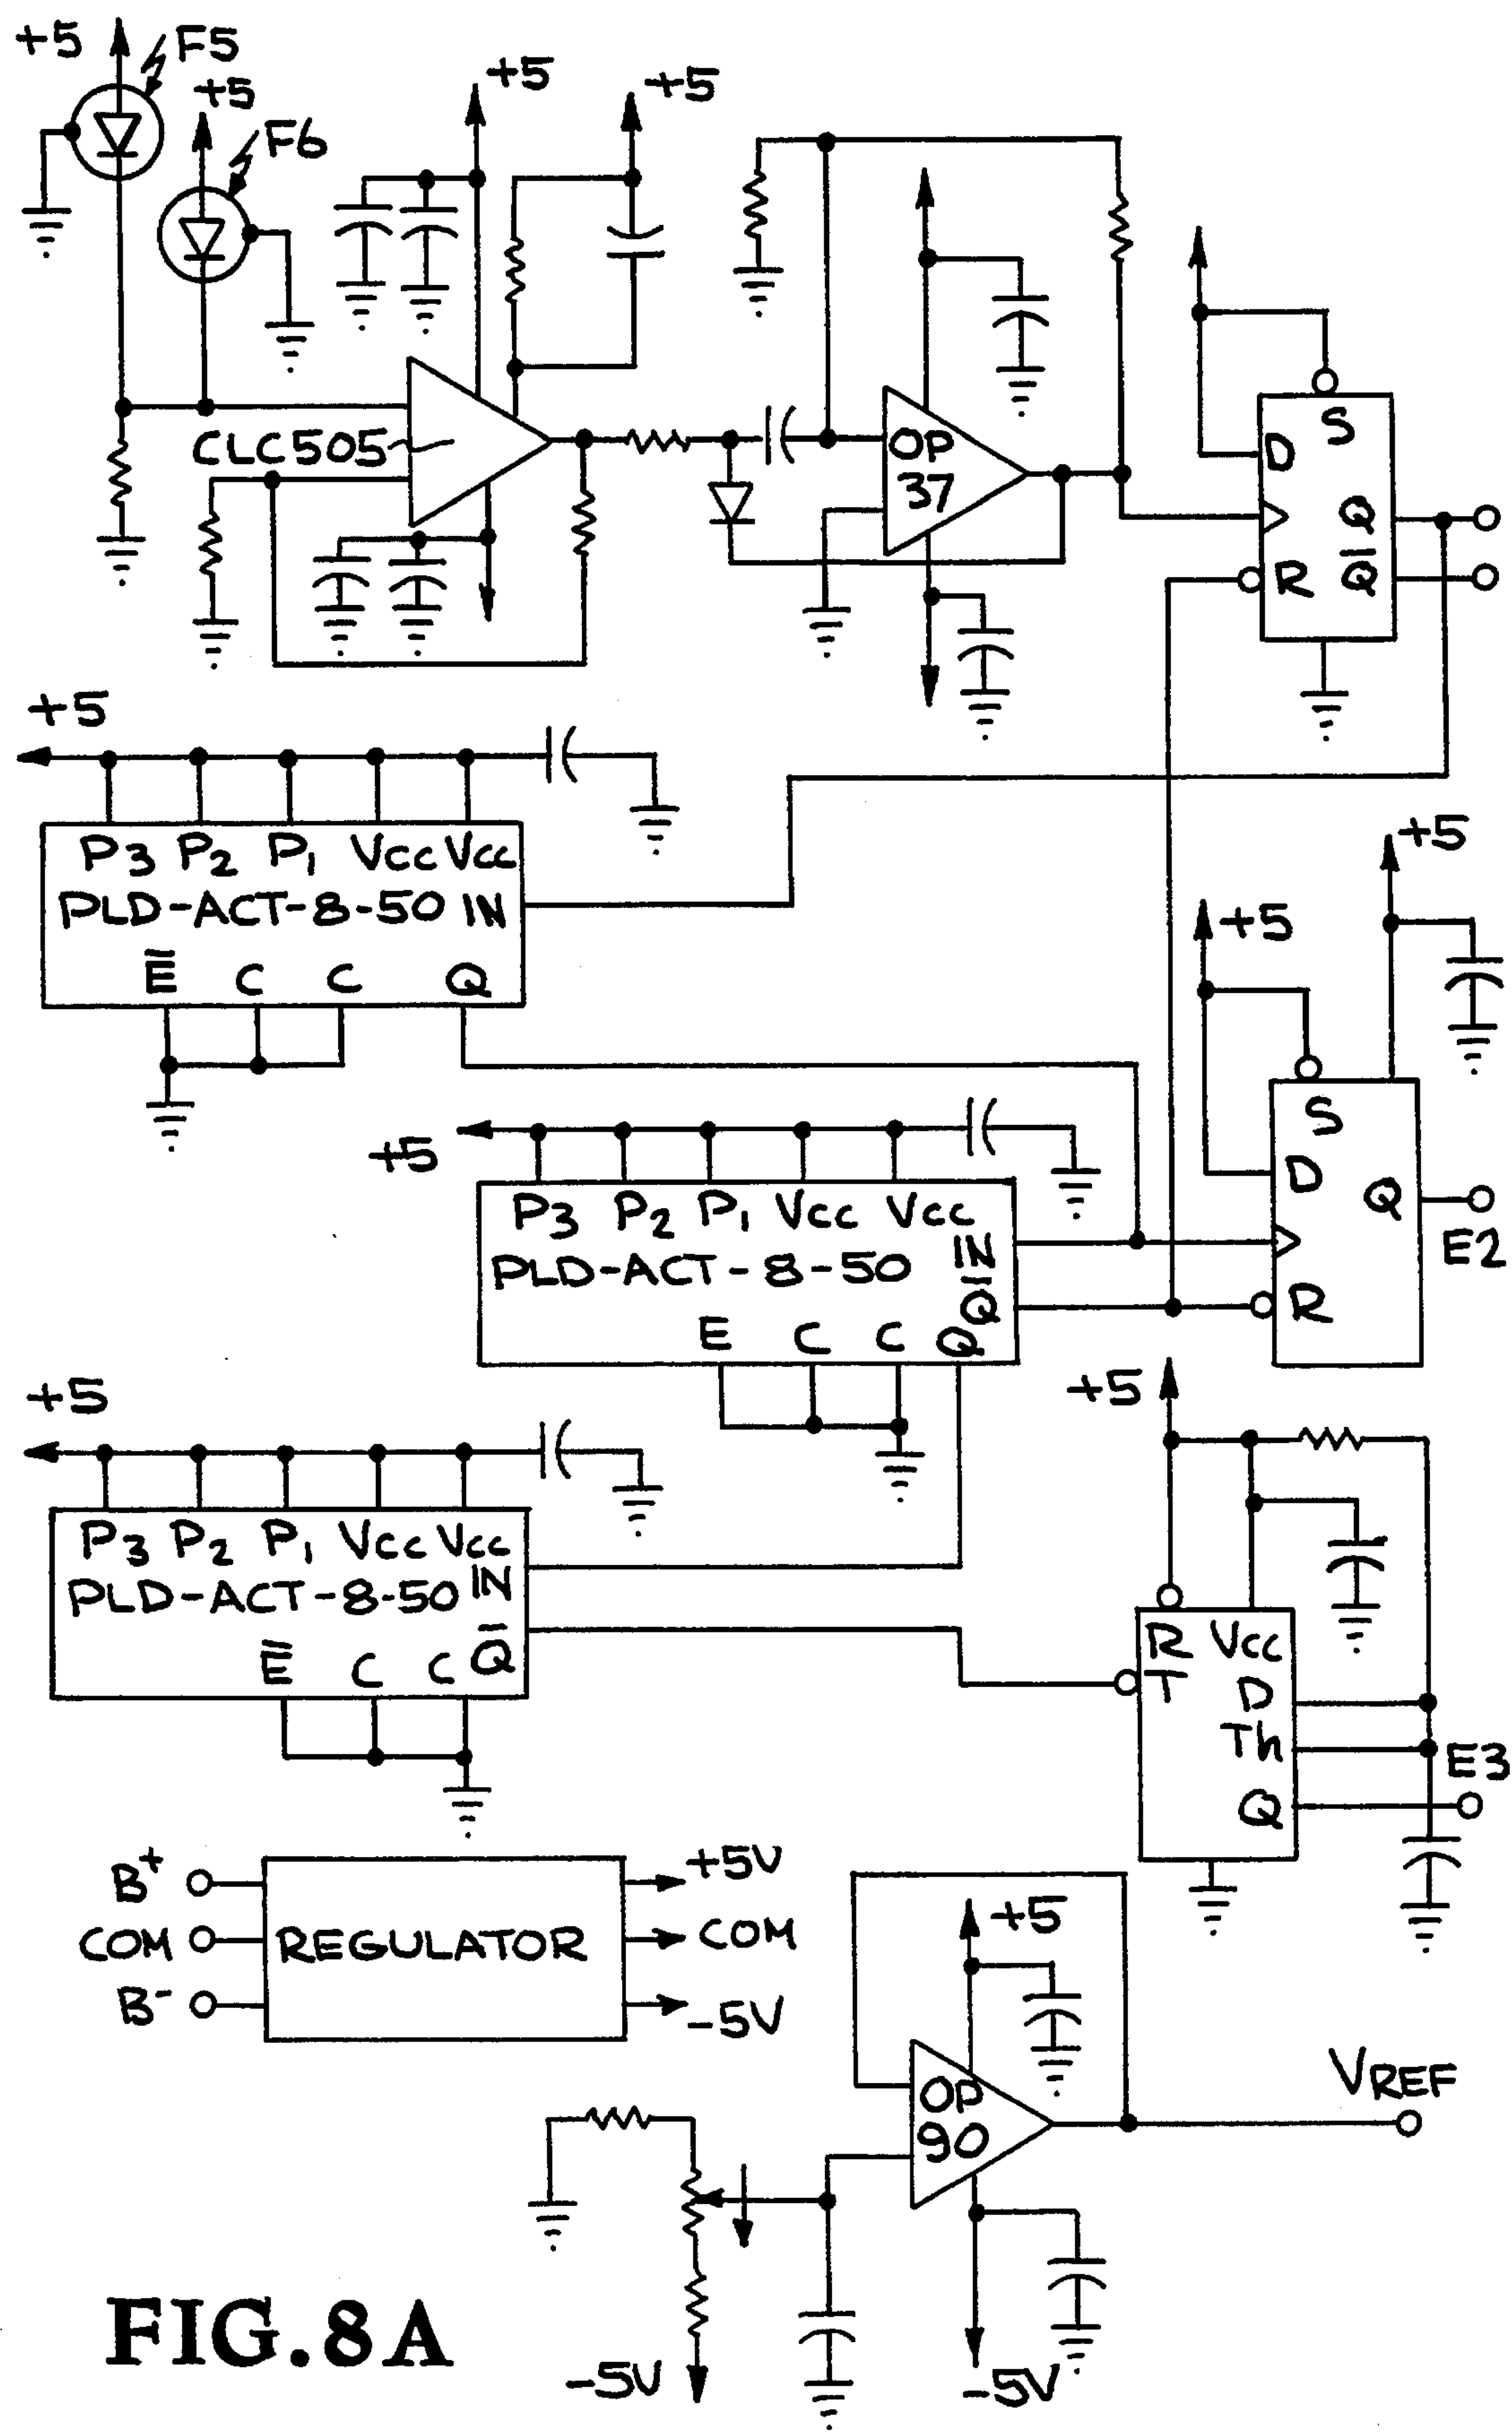 +5 F5
+5
F6
+5
+5
CLC505
OP
37
S
D
Q
Q̅
R
+5
P3 P2 P1 VCC VCC
PLD-ACT-8-50 IN
E̅ C C Q
+5
+5
S
D
Q
E2
R
+5
P3 P2 P1 VCC VCC
PLD-ACT-8-50 IN
Q̅
E C C Q
+5
+5
P3 P2 P1 VCC VCC
PLD-ACT-8-50 IN
E̅ C C Q̅
R VCC
T
D
Th
E3
Q
B+
COM
B-
REGULATOR
+5V
COM
-5V
+5
OP
90
VREF
-5V
-5V
FIG. 8A